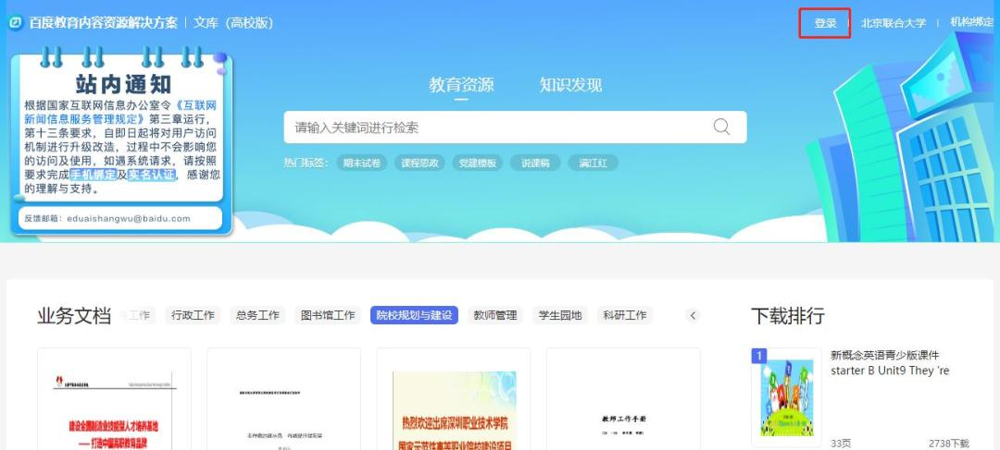 百度教育内容资源解决方案 | 文库（高校版）
登录 | 北京联合大学 | 机构绑定
站内通知
根据国家互联网信息办公室令《互联网
新闻信息服务管理规定》第三章运行，
第十三条要求，自即日起将对用户访问
机制进行升级改造，过程中不会影响您
的访问及使用，如遇系统请求，请按照
要求完成手机绑定及实名认证，感谢您
的理解与支持。
反馈邮箱：eduaishangwu@baidu.com
教育资源 知识发现
请输入关键词进行检索
热门标签： 期末试卷 课程思政 党建模板 说课稿 满江红
业务文档 工作 行政工作 总务工作 图书馆工作 院校规划与建设 教师管理 学生园地 科研工作
建设全国制造业技能型人才培养基地
—— 打造中国高职教育品牌
热烈欢迎出席深圳职业技术学院
国家示范性高等职业院校建设项目
教师工作手册
下载排行
1
新概念英语青少版课件
starter B Unit9 They 're
33页 2738下载